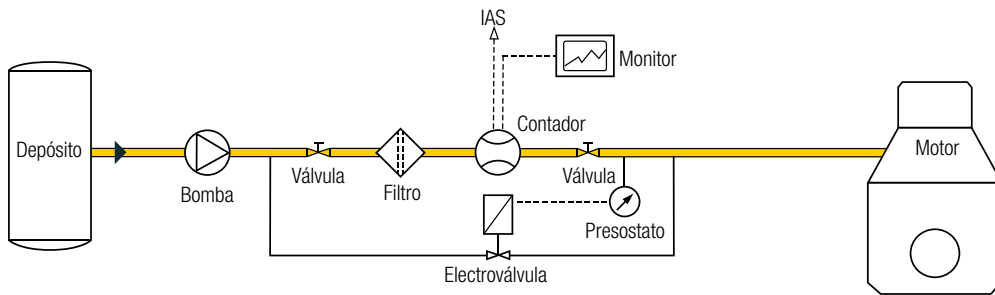 IAS
Monitor
Contador
Depósito
Motor
Bomba
Válvula
Filtro
Válvula
Presostato
Electroválvula